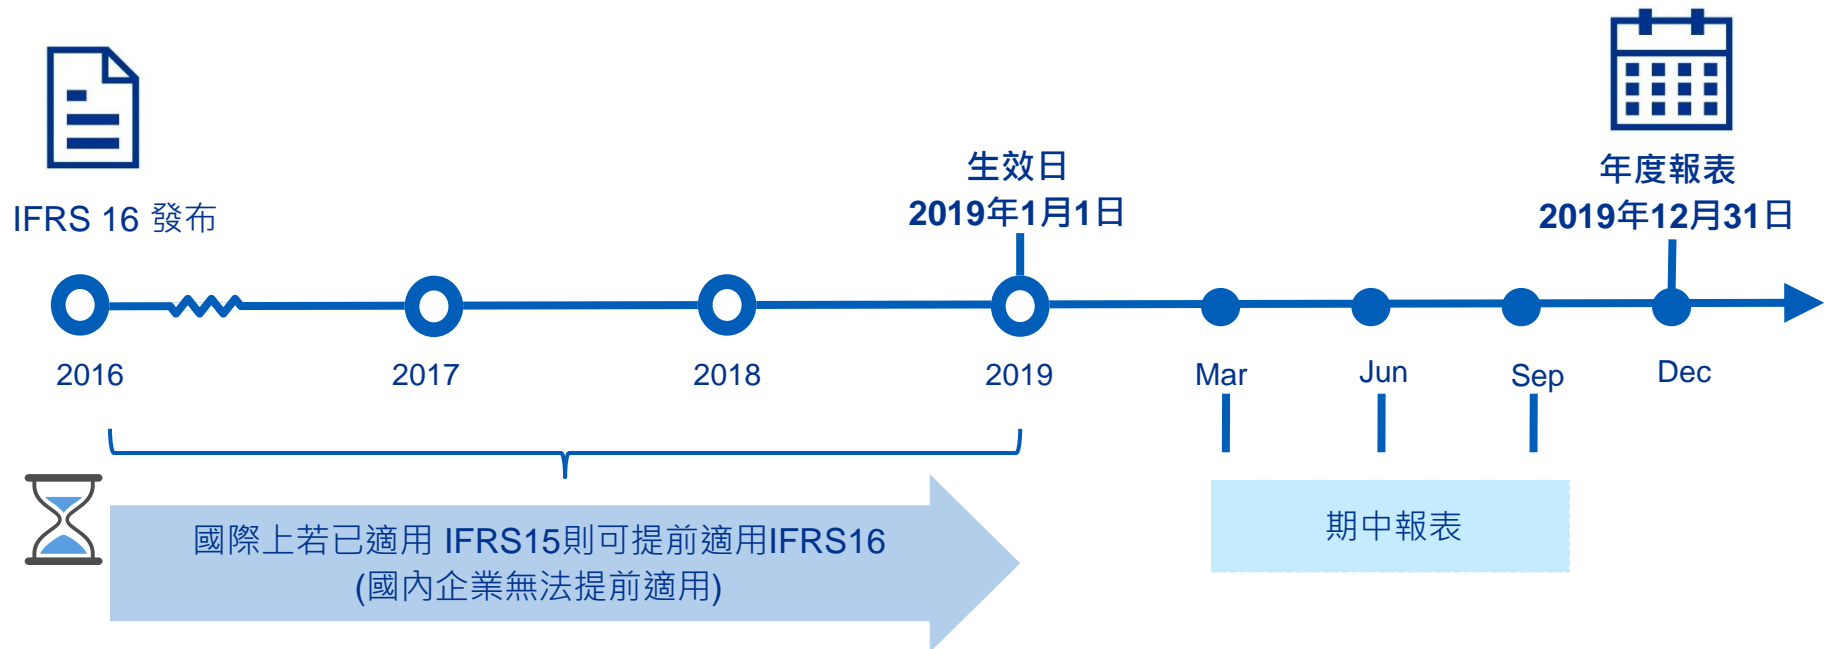 IFRS 16 發布
生效日
2019年1月1日
年度報表
2019年12月31日
2016
2017
2018
2019
Mar
Jun
Sep
Dec
國際上若已適用 IFRS15則可提前適用IFRS16
(國內企業無法提前適用)
期中報表